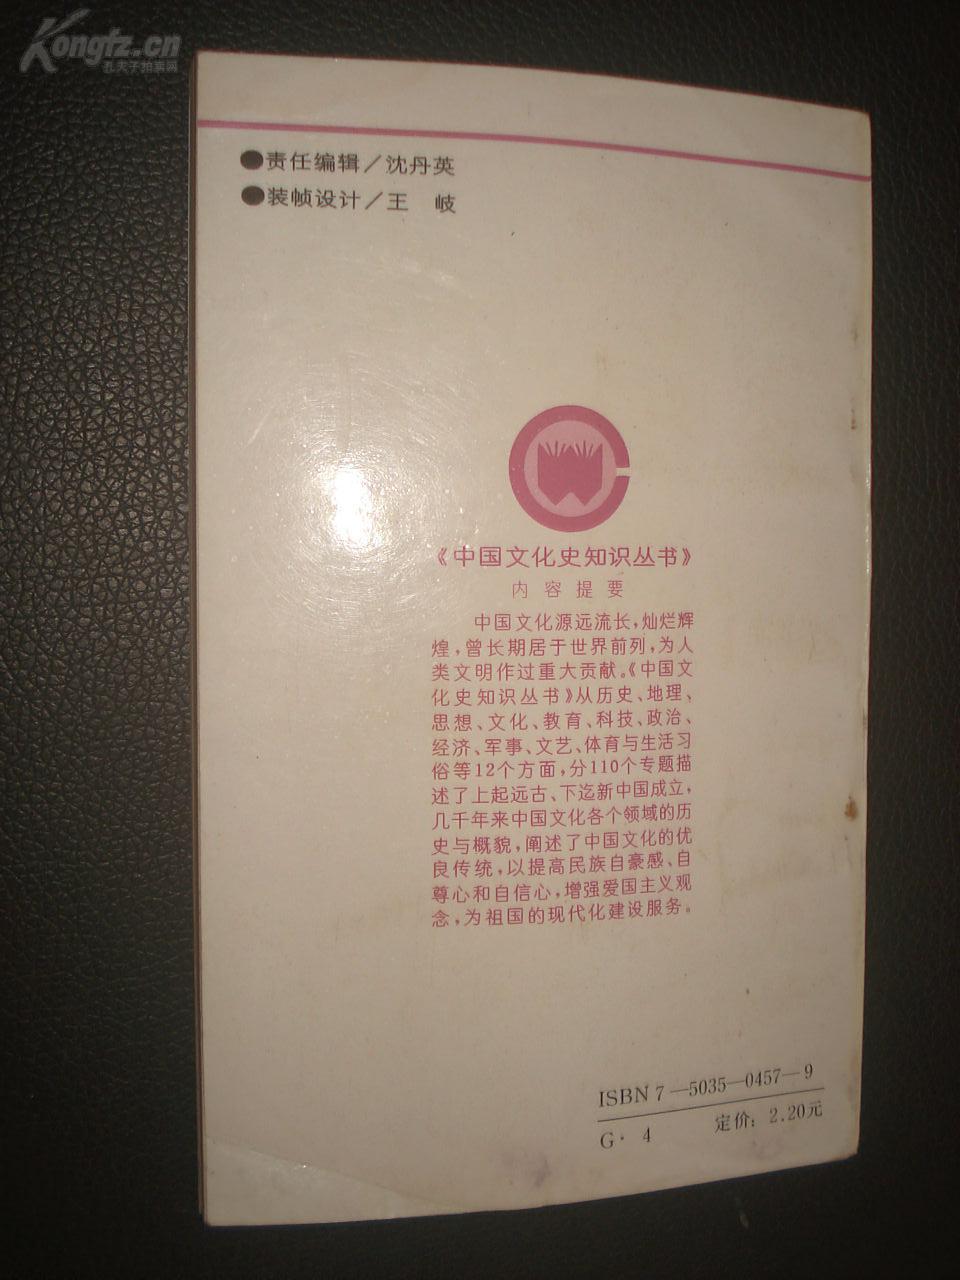 Kongfz.cn
孔夫子拍卖网
●责任编辑／沈丹英
●装帧设计／王　岐
《中国文化史知识丛书》
内 容 提 要
中国文化源远流长，灿烂辉
煌，曾长期居于世界前列，为人
类文明作过重大贡献。《中国文
化史知识丛书》从历史、地理、
思想、文化、教育、科技、政治、
经济、军事、文艺、体育与生活习
俗等12个方面，分110个专题描
述了上起远古、下迄新中国成立，
几千年来中国文化各个领域的历
史与概貌，阐述了中国文化的优
良传统，以提高民族自豪感、自
尊心和自信心，增强爱国主义观
念，为祖国的现代化建设服务。
ISBN 7—5035—0457—9
G· 4 定价：2.20元